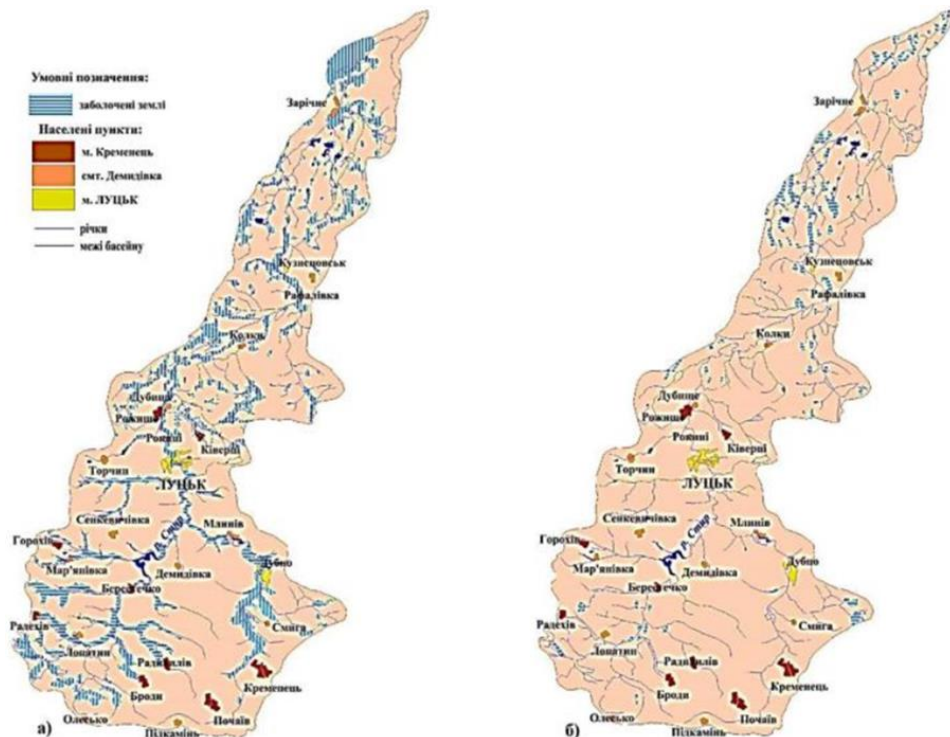 Умовні позначення:
заболочені землі
Населені пункти:
м. Кременець
смт. Демидівка
м. ЛУЦЬК
річки
межі басейну
Зарічне
Кузнецовськ
Рафалівка
Колки
Дубище
Рожище
Рокині
Ківерці
Торчин
ЛУЦЬК
Сенкевичівка
р. Стир
Млинів
Горохів
Мар'янівка
Демидівка
Дубно
Берестечко
Радехів
Смига
Лопатин
Радивилів
Броди
Кременець
Олесько
Почаїв
Підкамінь
а)
Зарічне
Кузнецовськ
Рафалівка
Колки
Дубище
Рожище
Рокині
Ківерці
Торчин
ЛУЦЬК
Сенкевичівка
р. Стир
Млинів
Горохів
Мар'янівка
Демидівка
Дубно
Берестечко
Радехів
Смига
Лопатин
Радивилів
Броди
Кременець
Олесько
Почаїв
Підкамінь
б)